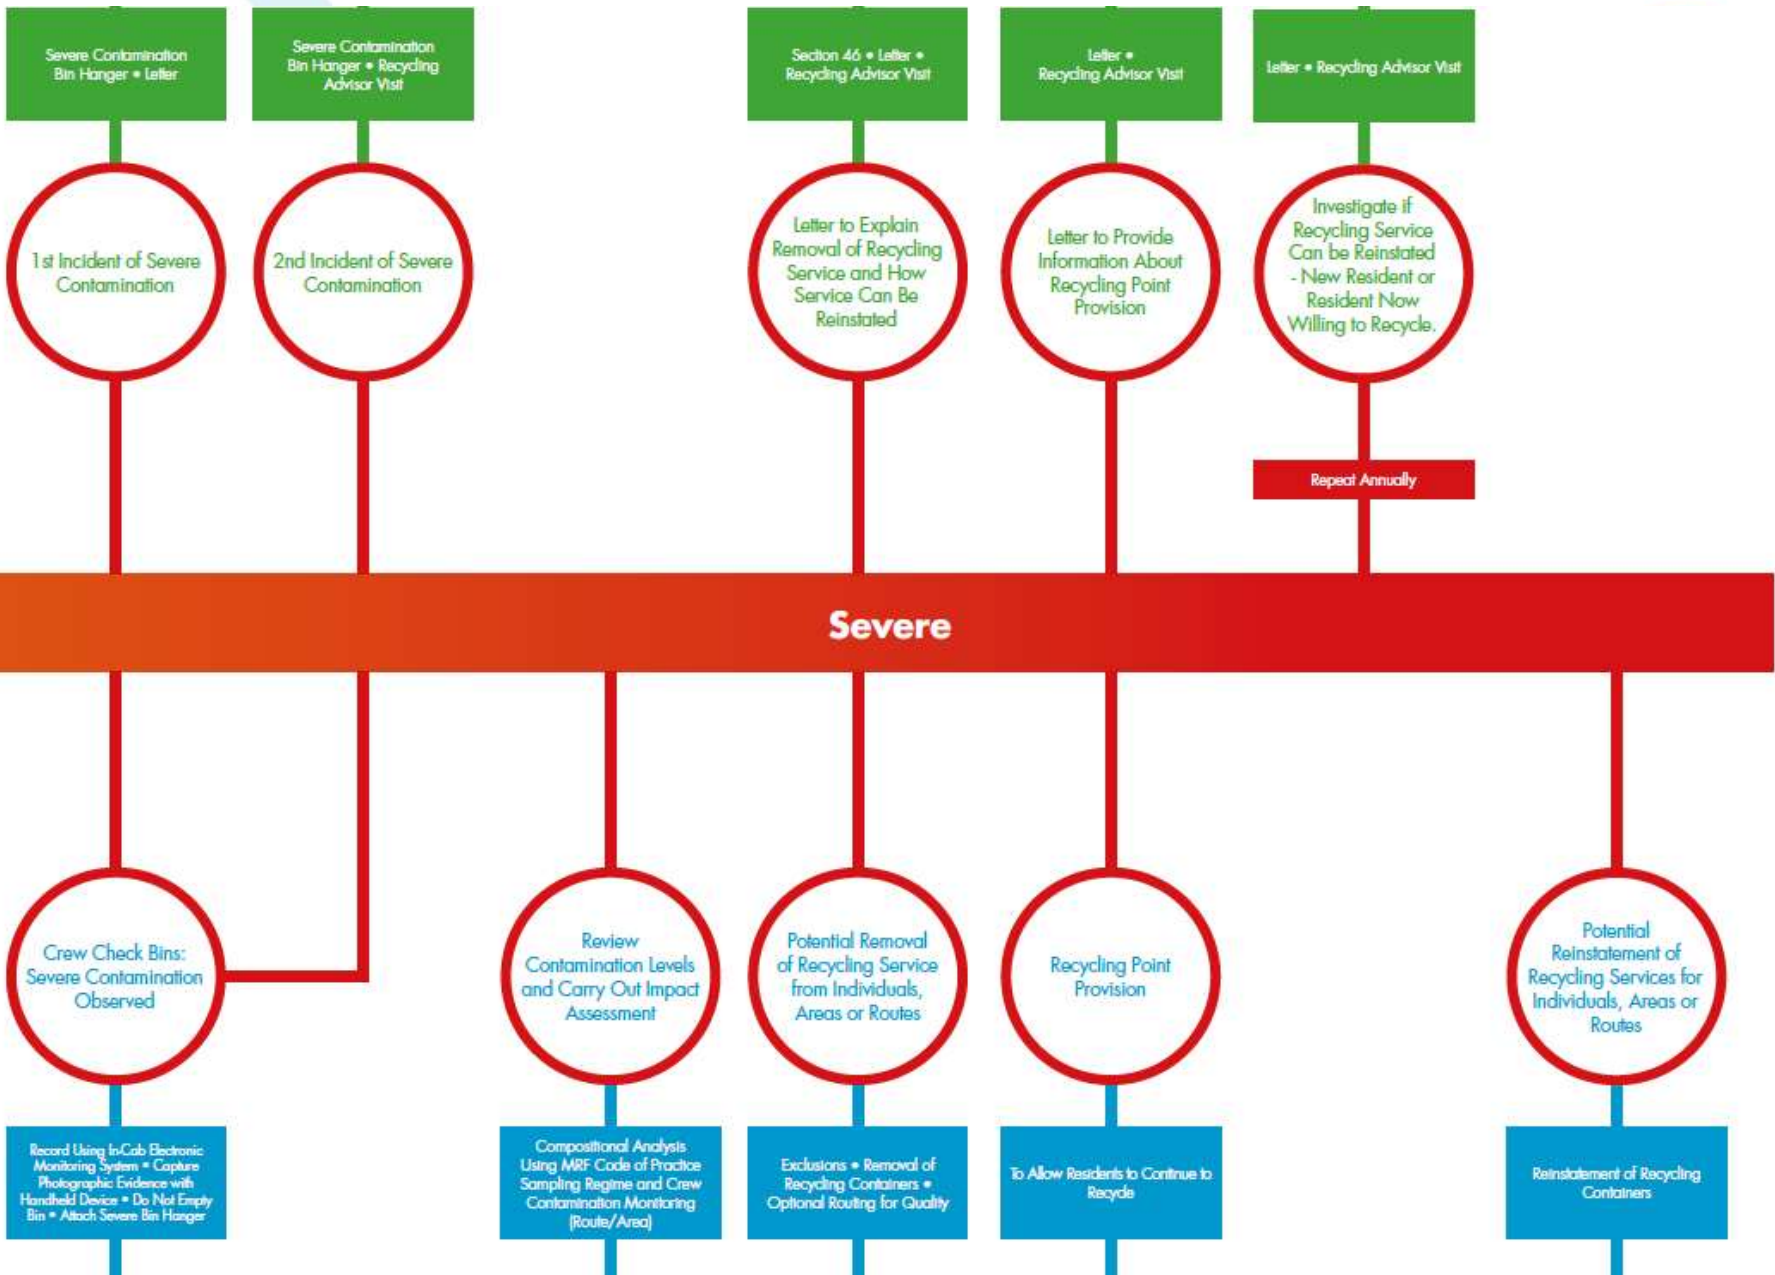 Severe Contamination
Bin Hanger • Letter
Severe Contamination
Bin Hanger • Recycling
Advisor Visit
Section 46 • Letter •
Recycling Advisor Visit
Letter •
Recycling Advisor Visit
Letter • Recycling Advisor Visit
1st Incident of Severe
Contamination
2nd Incident of Severe
Contamination
Letter to Explain
Removal of Recycling
Service and How
Service Can Be
Reinstated
Letter to Provide
Information About
Recycling Point
Provision
Investigate if
Recycling Service
Can be Reinstated
- New Resident or
Resident Now
Willing to Recycle.
Repeat Annually
Severe
Crew Check Bins:
Severe Contamination
Observed
Review
Contamination Levels
and Carry Out Impact
Assessment
Potential Removal
of Recycling Service
from Individuals,
Areas or Routes
Recycling Point
Provision
Potential
Reinstatement of
Recycling Services for
Individuals, Areas or
Routes
Record Using In-Cab Electronic
Monitoring System • Capture
Photographic Evidence with
Handheld Device • Do Not Empty
Bin • Attach Severe Bin Hanger
Compositional Analysis
Using MRF Code of Practice
Sampling Regime and Crew
Contamination Monitoring
(Route/Area)
Exclusions • Removal of
Recycling Containers •
Optional Routing for Quality
To Allow Residents to Continue to
Recycle
Reinstatement of Recycling
Containers